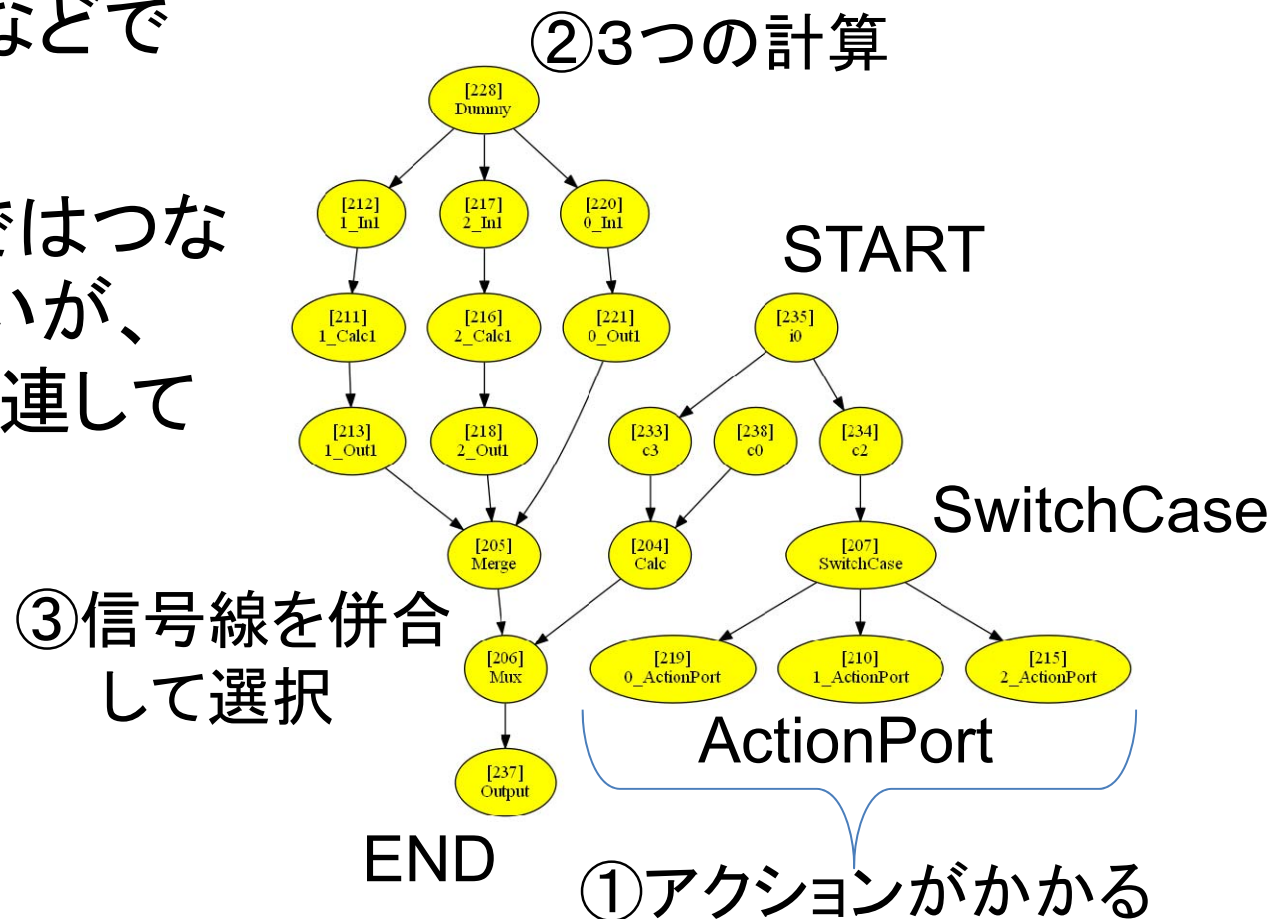 などで
②3つの計算
[228]
Dummy
ではつな
いが、
連して
[212]
1_In1
[217]
2_In1
[220]
0_In1
START
[211]
1_Calc1
[216]
2_Calc1
[221]
0_Out1
[235]
i0
[213]
1_Out1
[218]
2_Out1
[233]
c3
[238]
c0
[234]
c2
SwitchCase
[205]
Merge
[204]
Calc
[207]
SwitchCase
③信号線を併合
して選択
[206]
Mux
[219]
0_ActionPort
[210]
1_ActionPort
[215]
2_ActionPort
ActionPort
[237]
Output
END
①アクションがかかる